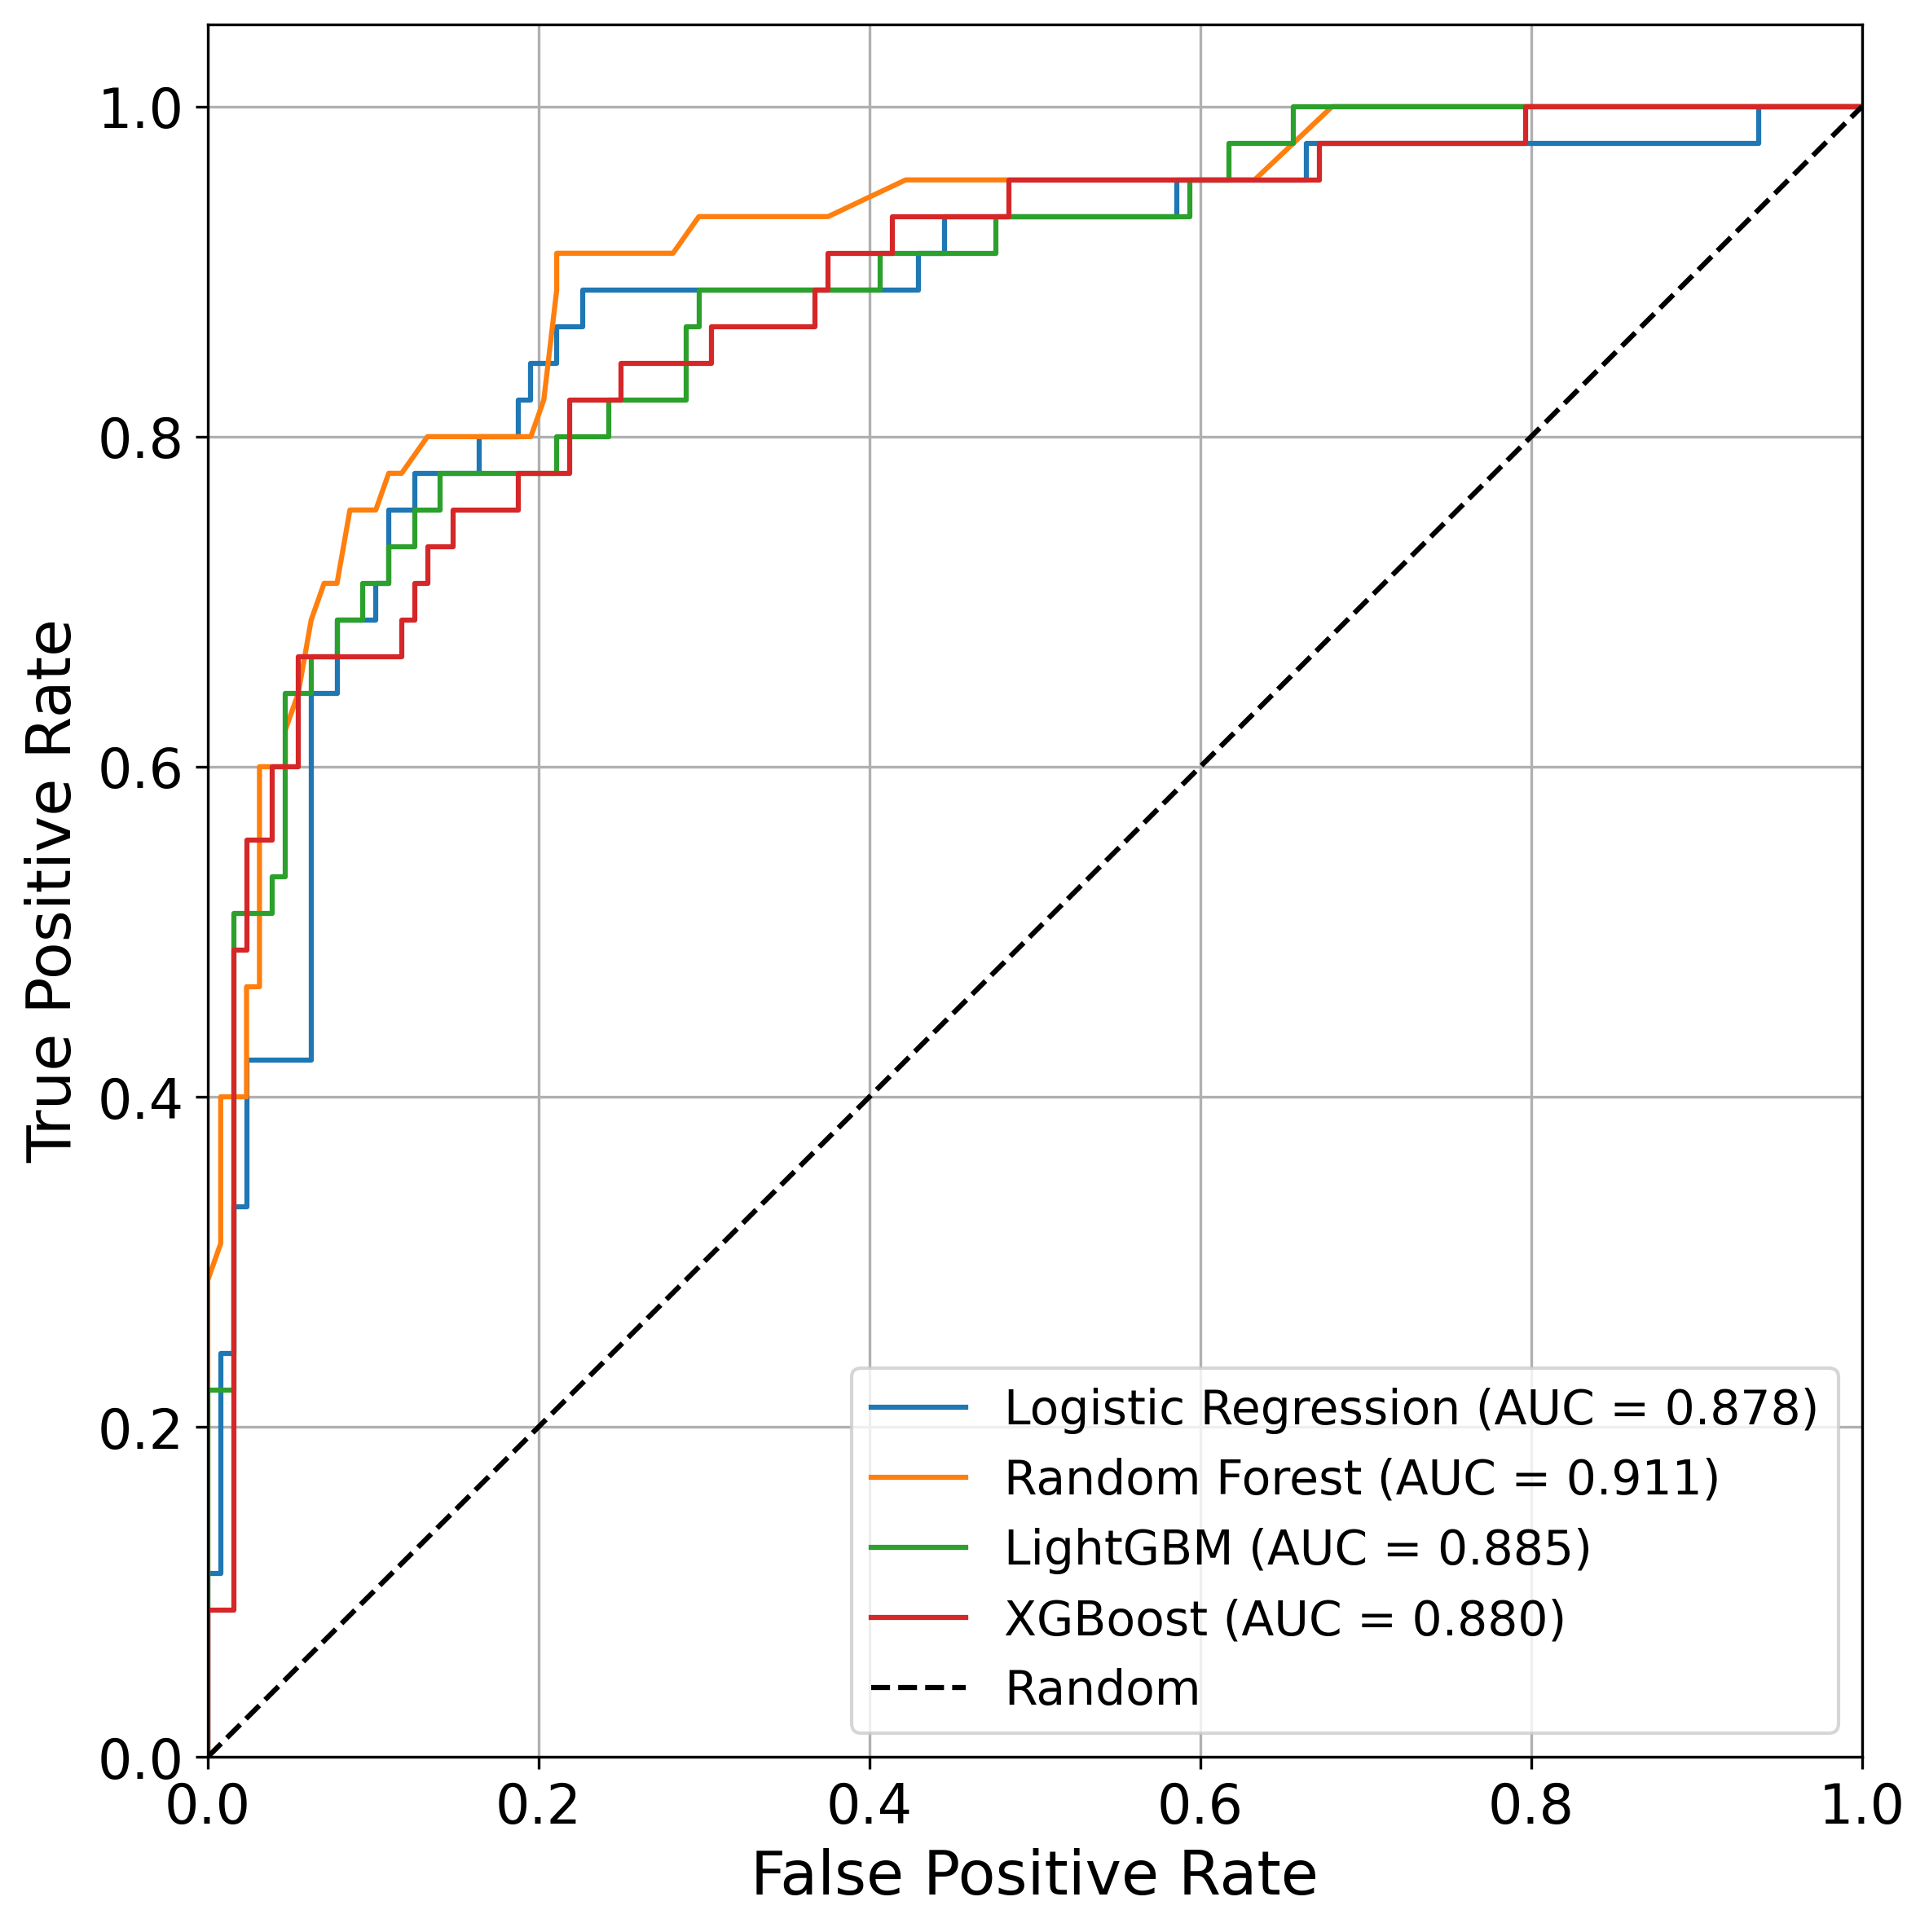 True Positive Rate
1.0
0.8
0.6
0.4
0.2
0.0
0.0 0.2 0.4 0.6 0.8 1.0
False Positive Rate
Logistic Regression (AUC = 0.878)
Random Forest (AUC = 0.911)
LightGBM (AUC = 0.885)
XGBoost (AUC = 0.880)
Random